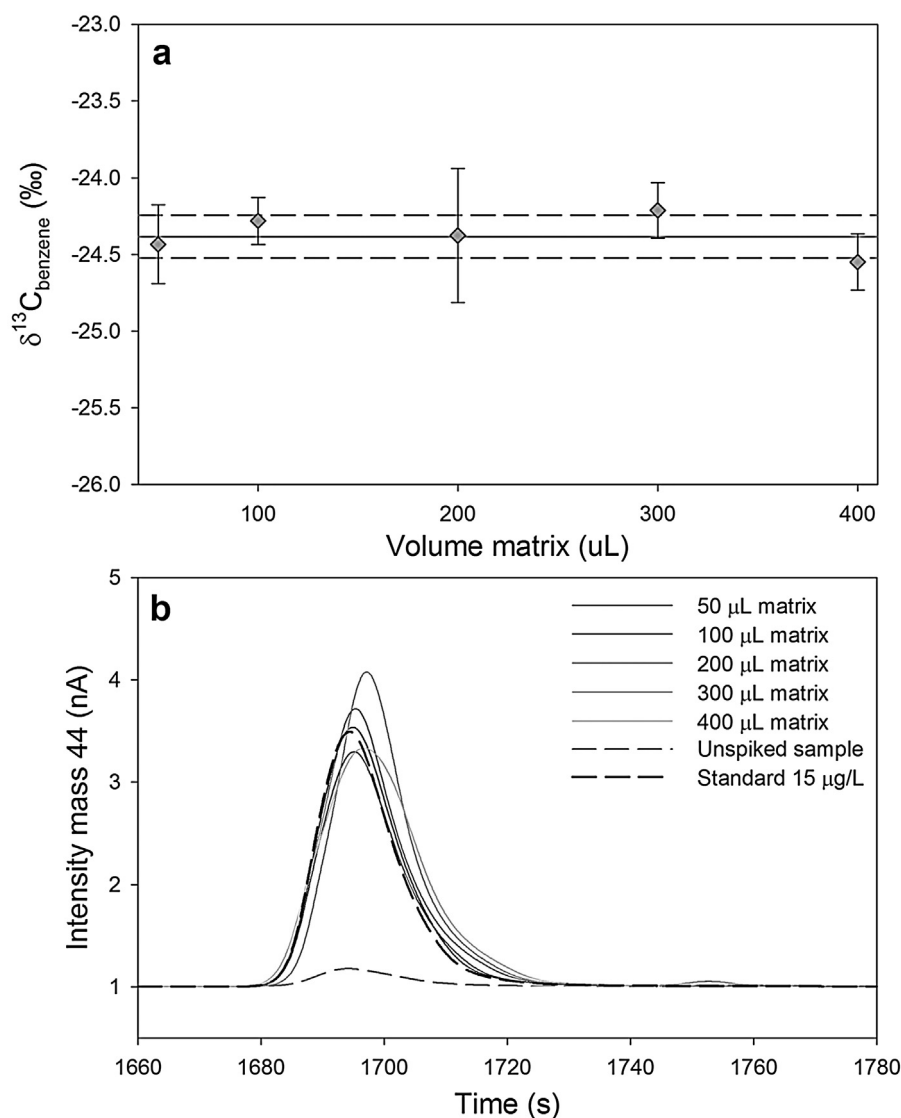 a
-23.0
-23.5
-24.0
-24.5
-25.0
-25.5
-26.0
δ¹³C_benzene (‰)
100 200 300 400
Volume matrix (uL)
b
5
4
3
2
1
Intensity mass 44 (nA)
50 μL matrix
100 μL matrix
200 μL matrix
300 μL matrix
400 μL matrix
Unspiked sample
Standard 15 μg/L
1660 1680 1700 1720 1740 1760 1780
Time (s)